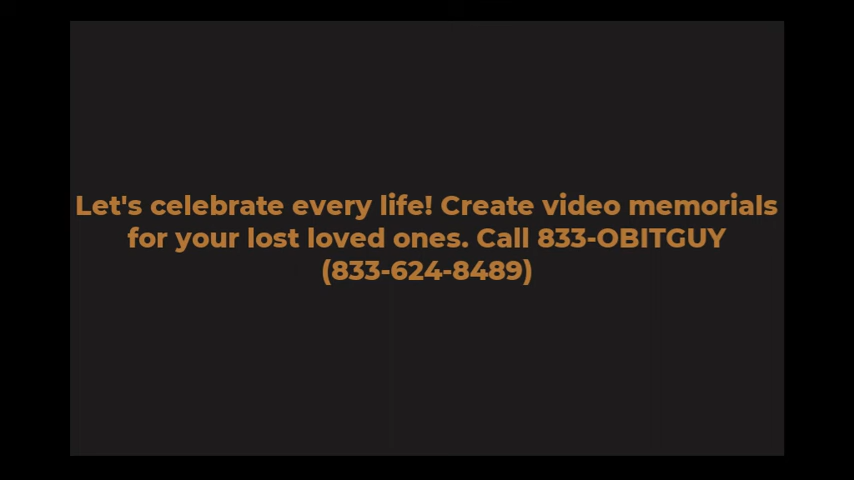 Let's celebrate every life! Create video memorials
for your lost loved ones. Call 833-OBITGUY
(833-624-8489)